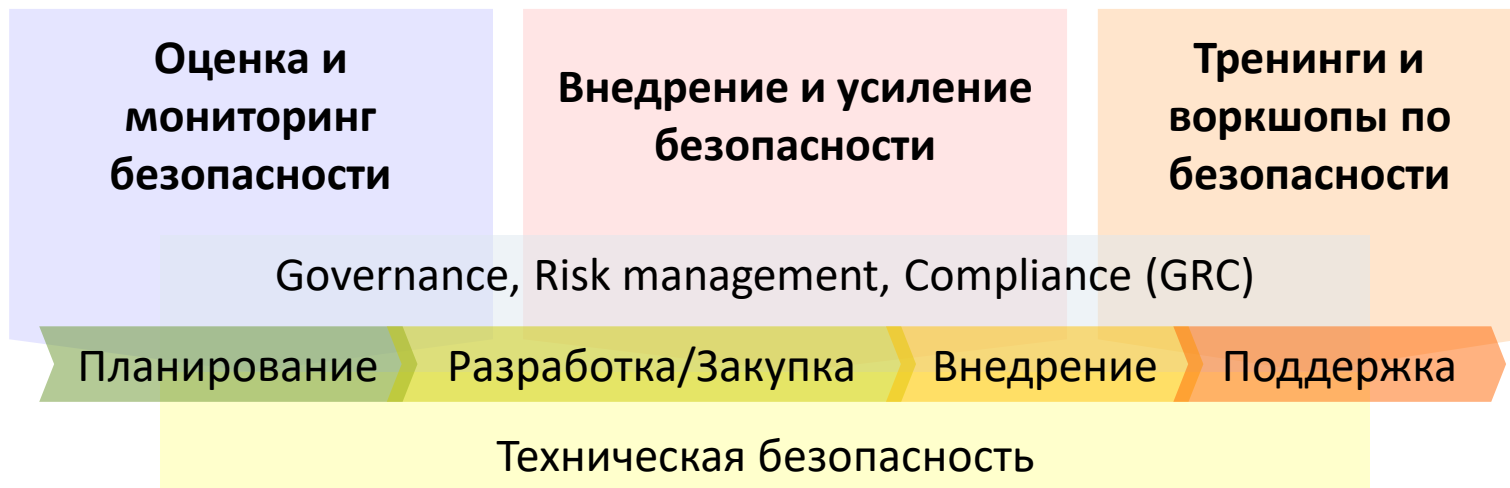 Оценка и
мониторинг
безопасности
Внедрение и усиление
безопасности
Тренинги и
воркшопы по
безопасности
Governance, Risk management, Compliance (GRC)
Планирование
Разработка/Закупка
Внедрение
Поддержка
Техническая безопасность